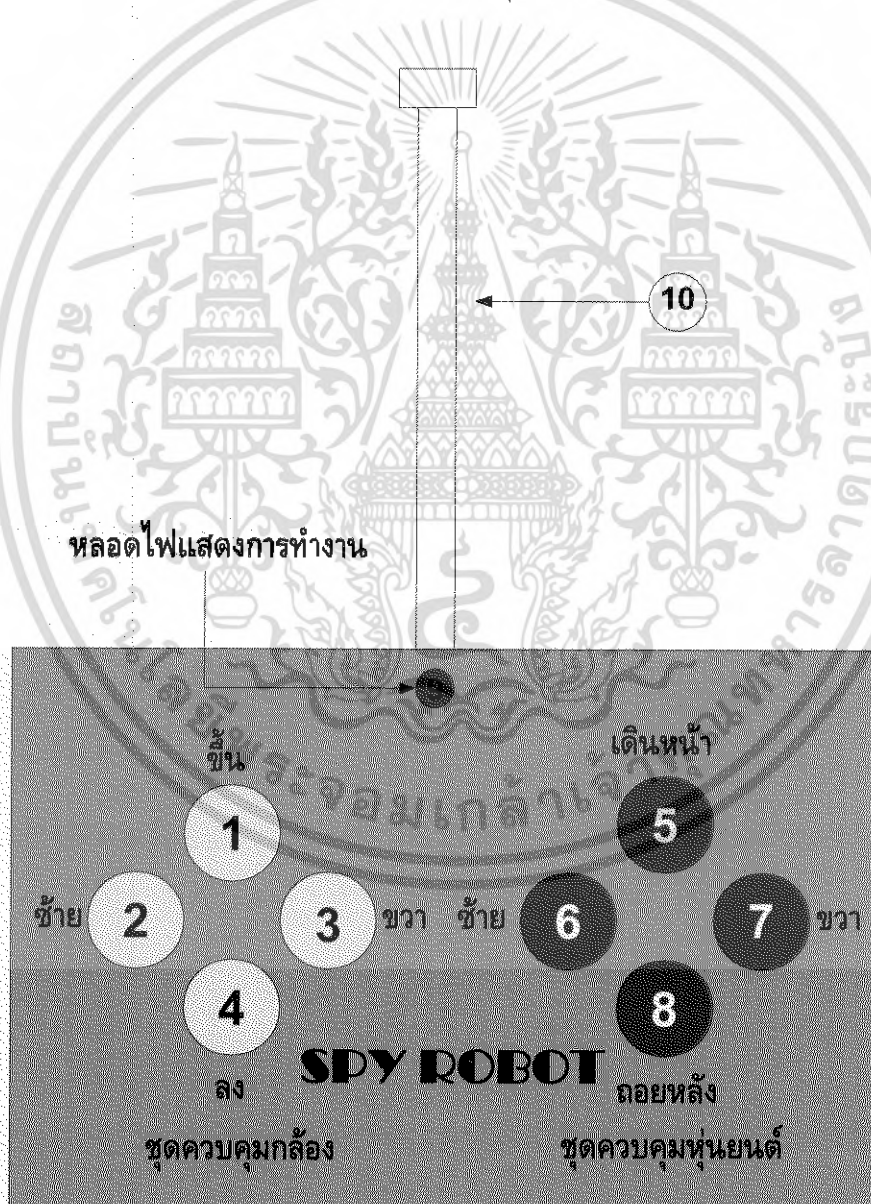 10
หลอดไฟแสดงการทำงาน
ขึ้น
เดินหน้า
1
5
ซ้าย 2 3 ขวา ซ้าย 6 7 ขวา
4
8
SPY ROBOT
ลง
ถอยหลัง
ชุดควบคุมกล้อง
ชุดควบคุมหุ่นยนต์